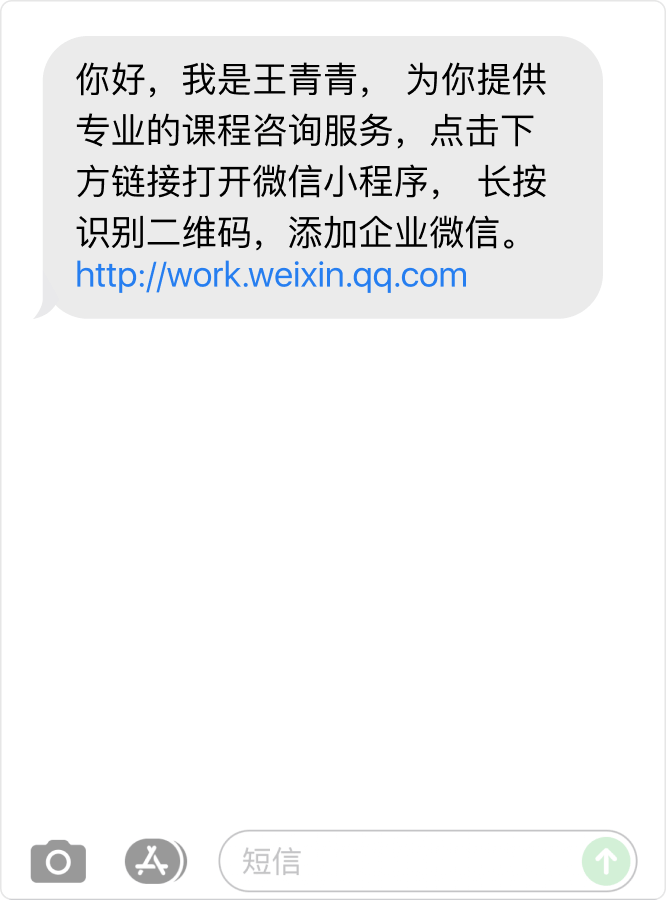 你好，我是王青青， 为你提供
专业的课程咨询服务，点击下
方链接打开微信小程序， 长按
识别二维码，添加企业微信。
http://work.weixin.qq.com
短信